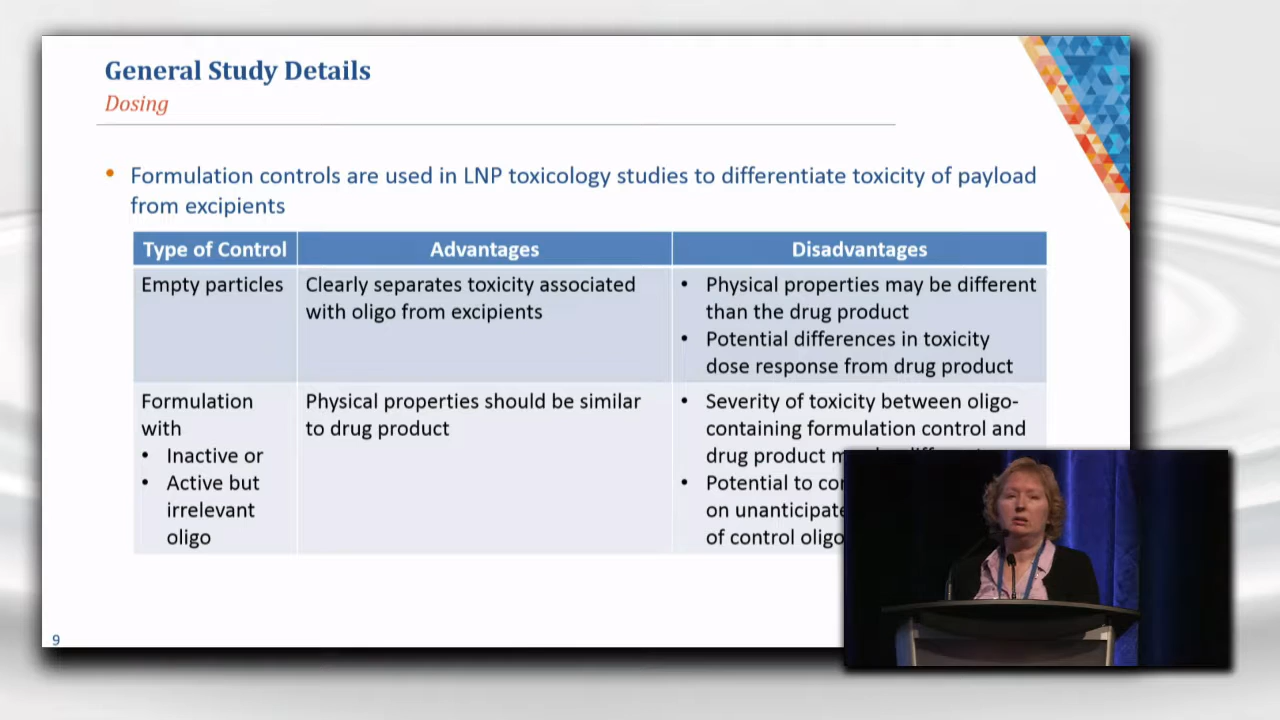 General Study Details
Dosing
• Formulation controls are used in LNP toxicology studies to differentiate toxicity of payload
from excipients
Type of Control Advantages Disadvantages
Empty particles
Clearly separates toxicity associated
with oligo from excipients
• Physical properties may be different
than the drug product
• Potential differences in toxicity
dose response from drug product
Formulation
with
• Inactive or
• Active but
irrelevant
oligo
Physical properties should be similar
to drug product
• Severity of toxicity between oligo-
containing formulation control and
drug product
• Potential to
on
of control oligo
9